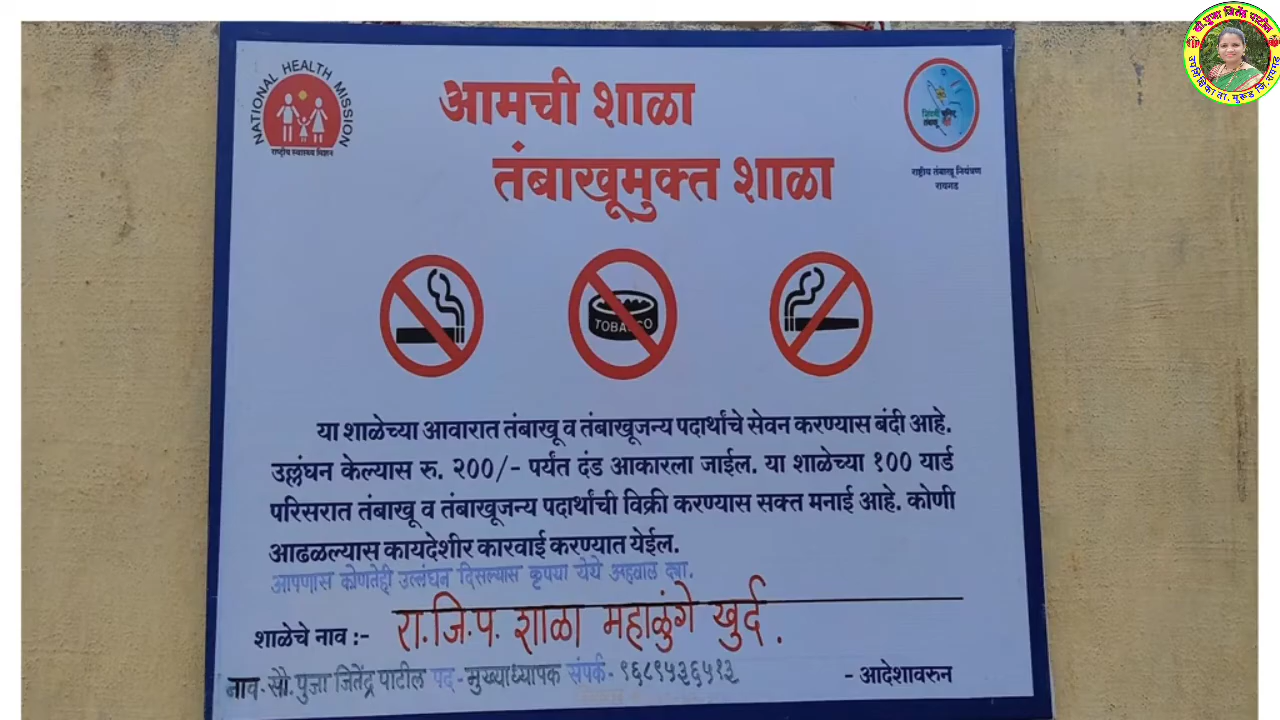 सौ.पुजा जितेंद्र पाटील
उपशिक्षिका ता. मुरूड जि.रायगड
NATIONAL HEALTH MISSION
राष्ट्रीय स्वास्थ्य मिशन
आमची शाळा
तंबाखूमुक्त शाळा
राष्ट्रीय तंबाखू नियंत्रण
रायगड
TOBACCO
या शाळेच्या आवारात तंबाखू व तंबाखूजन्य पदार्थांचे सेवन करण्यास बंदी आहे.
उल्लंघन केल्यास रु. २००/- पर्यंत दंड आकारला जाईल. या शाळेच्या १०० यार्ड
परिसरात तंबाखू व तंबाखूजन्य पदार्थांची विक्री करण्यास सक्त मनाई आहे. कोणी
आढळल्यास कायदेशीर कारवाई करण्यात येईल.
आपणास कोणतेही उल्लंघन दिसल्यास कृपया येथे अहवाल द्या.
शाळेचे नाव :- रा.जि.प. शाळा महाळुंगे खुर्द.
नाव-सौ.पुजा जितेंद्र पाटील पद -मुख्याध्यापक संपर्क- ९६८९५३६५१३
- आदेशावरुन